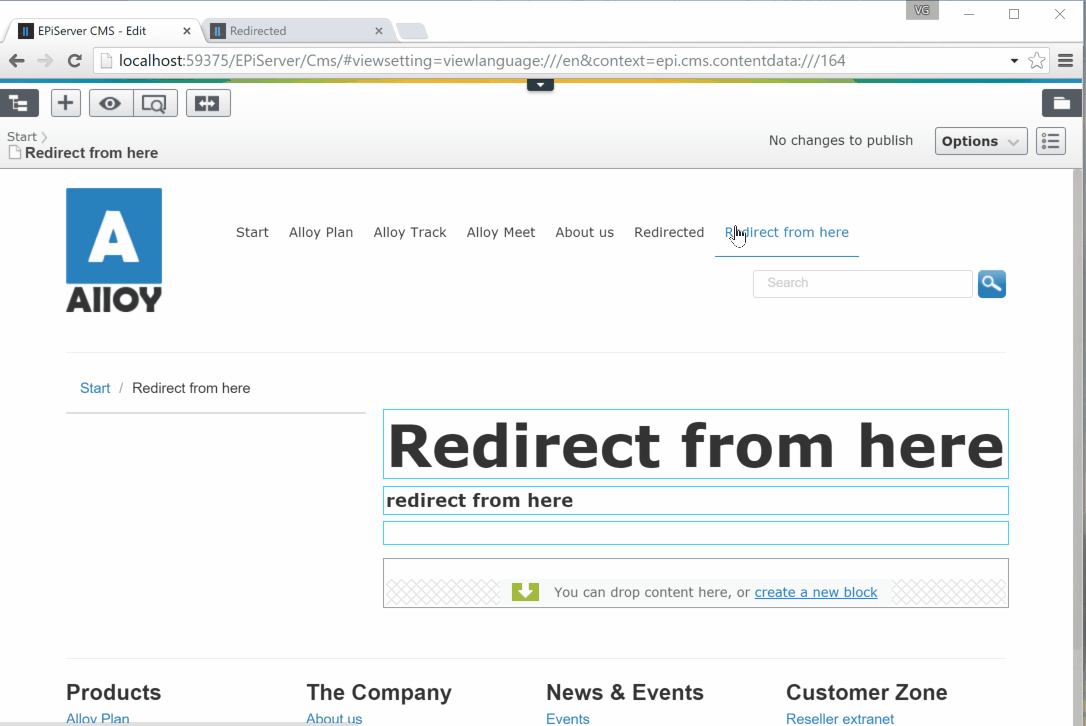 VG
EPiServer CMS - Edit
Redirected
localhost:59375/EPiServer/Cms/#viewsetting=viewlanguage:///en&context=epi.cms.contentdata:///164
Start
Redirect from here
No changes to publish
Options
A
Alloy
Start Alloy Plan Alloy Track Alloy Meet About us Redirected Redirect from here
Search
Start / Redirect from here
Redirect from here
redirect from here
You can drop content here, or create a new block
Products The Company News & Events Customer Zone
Alloy Plan About us Events Reseller extranet